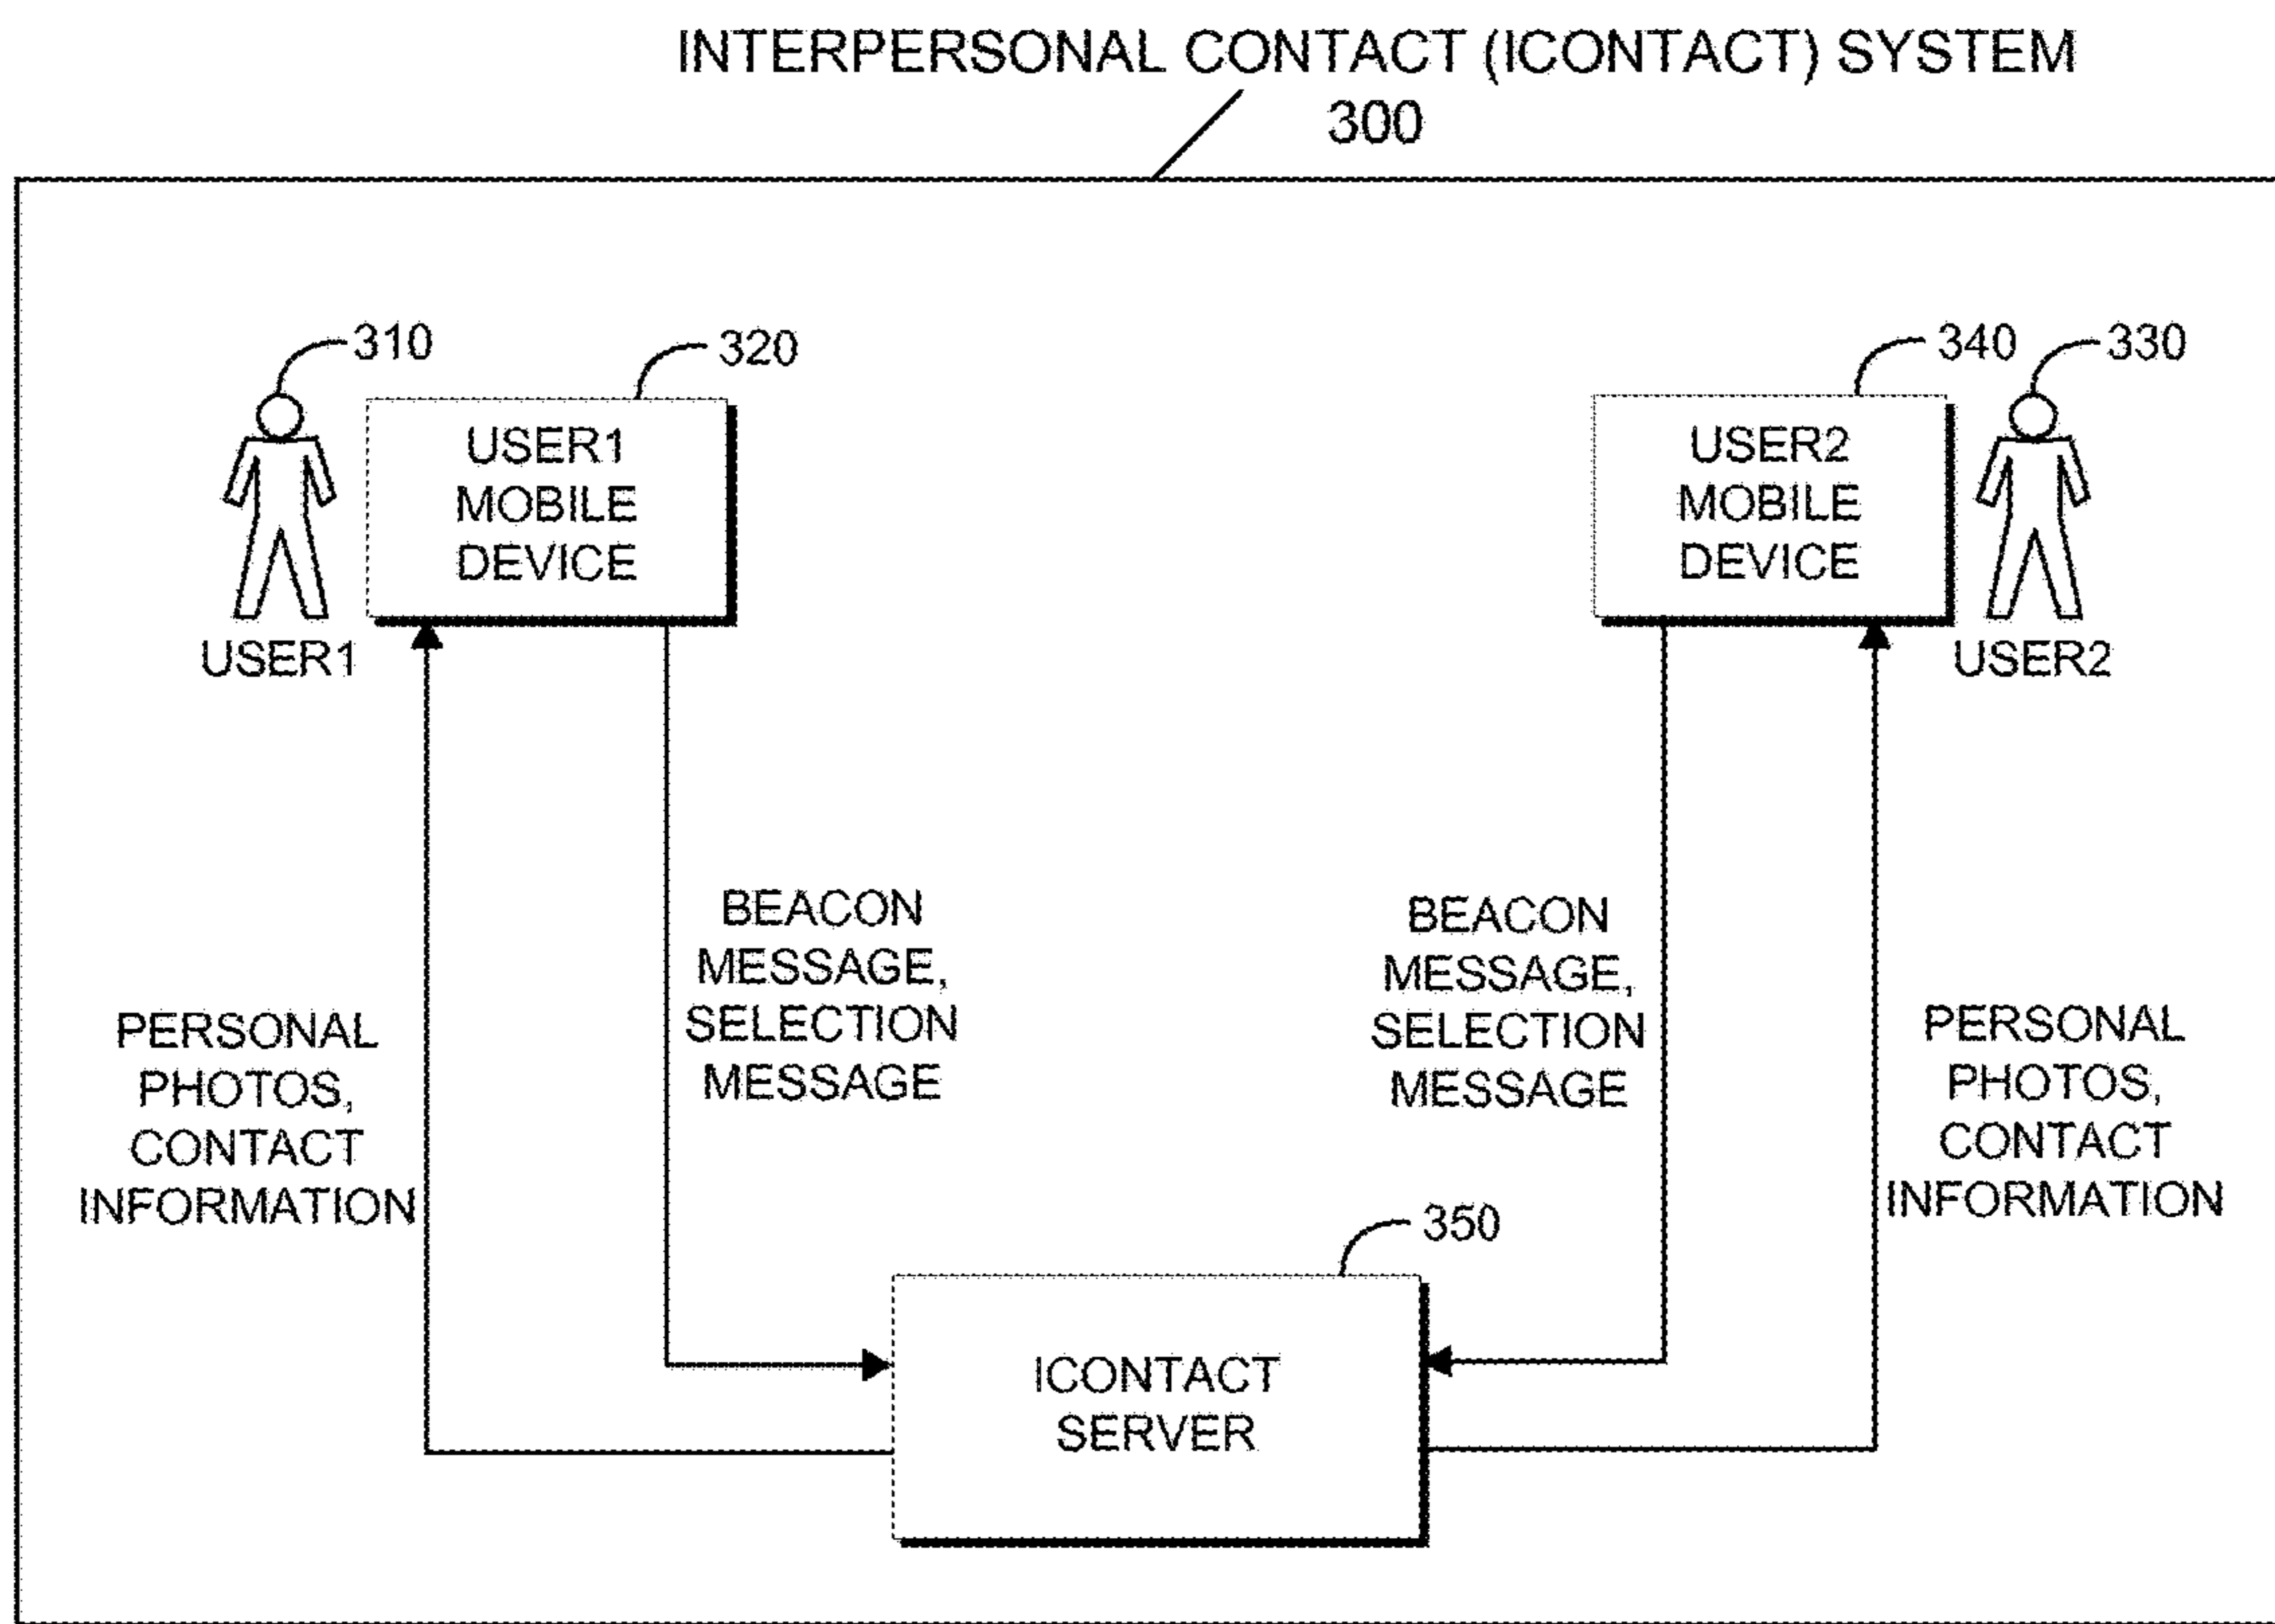 INTERPERSONAL CONTACT (ICONTACT) SYSTEM
300
310
320
340
330
USER1
MOBILE
DEVICE
USER2
MOBILE
DEVICE
USER1
USER2
BEACON
MESSAGE,
SELECTION
MESSAGE
BEACON
MESSAGE,
SELECTION
MESSAGE
PERSONAL
PHOTOS,
CONTACT
INFORMATION
PERSONAL
PHOTOS,
CONTACT
INFORMATION
350
ICONTACT
SERVER